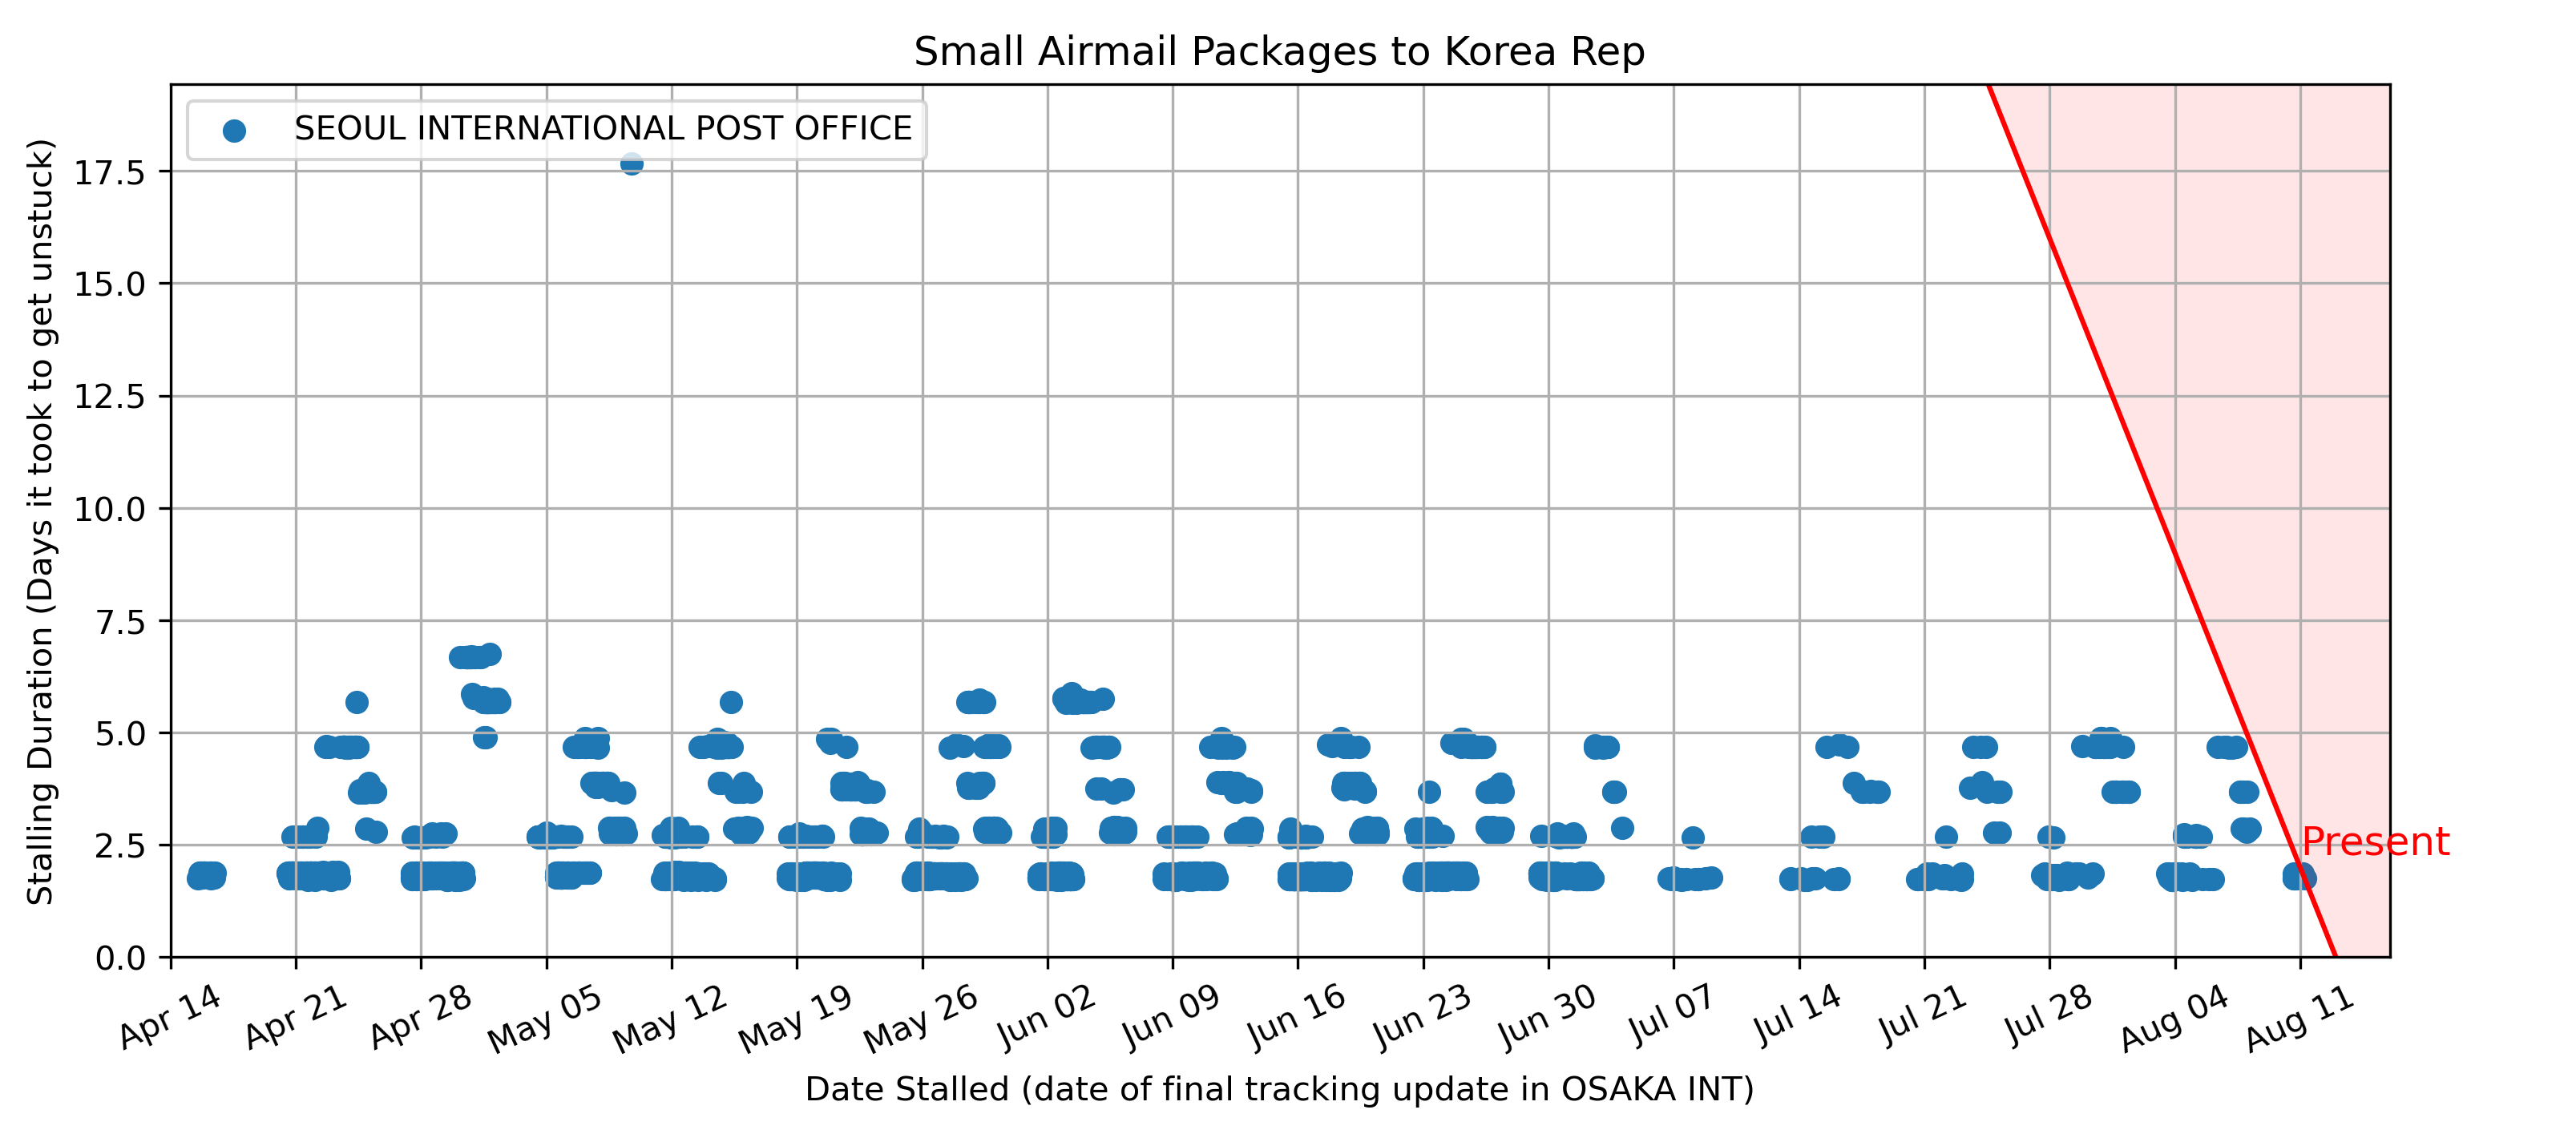 Small Airmail Packages to Korea Rep
SEOUL INTERNATIONAL POST OFFICE
Stalling Duration (Days it took to get unstuck)
17.5
15.0
12.5
10.0
7.5
5.0
2.5
0.0
Present
Apr 14
Apr 21
Apr 28
May 05
May 12
May 19
May 26
Jun 02
Jun 09
Jun 16
Jun 23
Jun 30
Jul 07
Jul 14
Jul 21
Jul 28
Aug 04
Aug 11
Date Stalled (date of final tracking update in OSAKA INT)